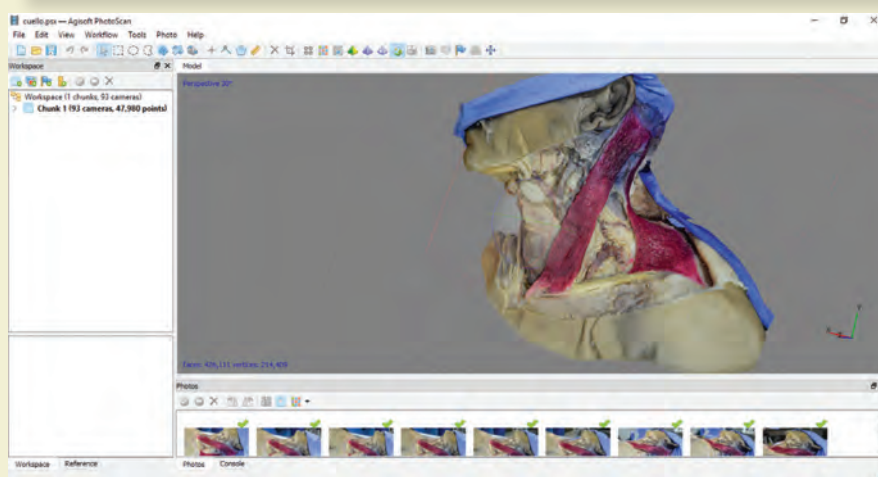 cuello.psx — Agisoft PhotoScan
File Edit View Workflow Tools Photo Help
Workspace
Model
Workspace (1 chunks, 93 cameras)
Chunk 1 (93 cameras, 47,980 points)
Perspective 30°
vertices:
Photos
Workspace Reference
Photos Console